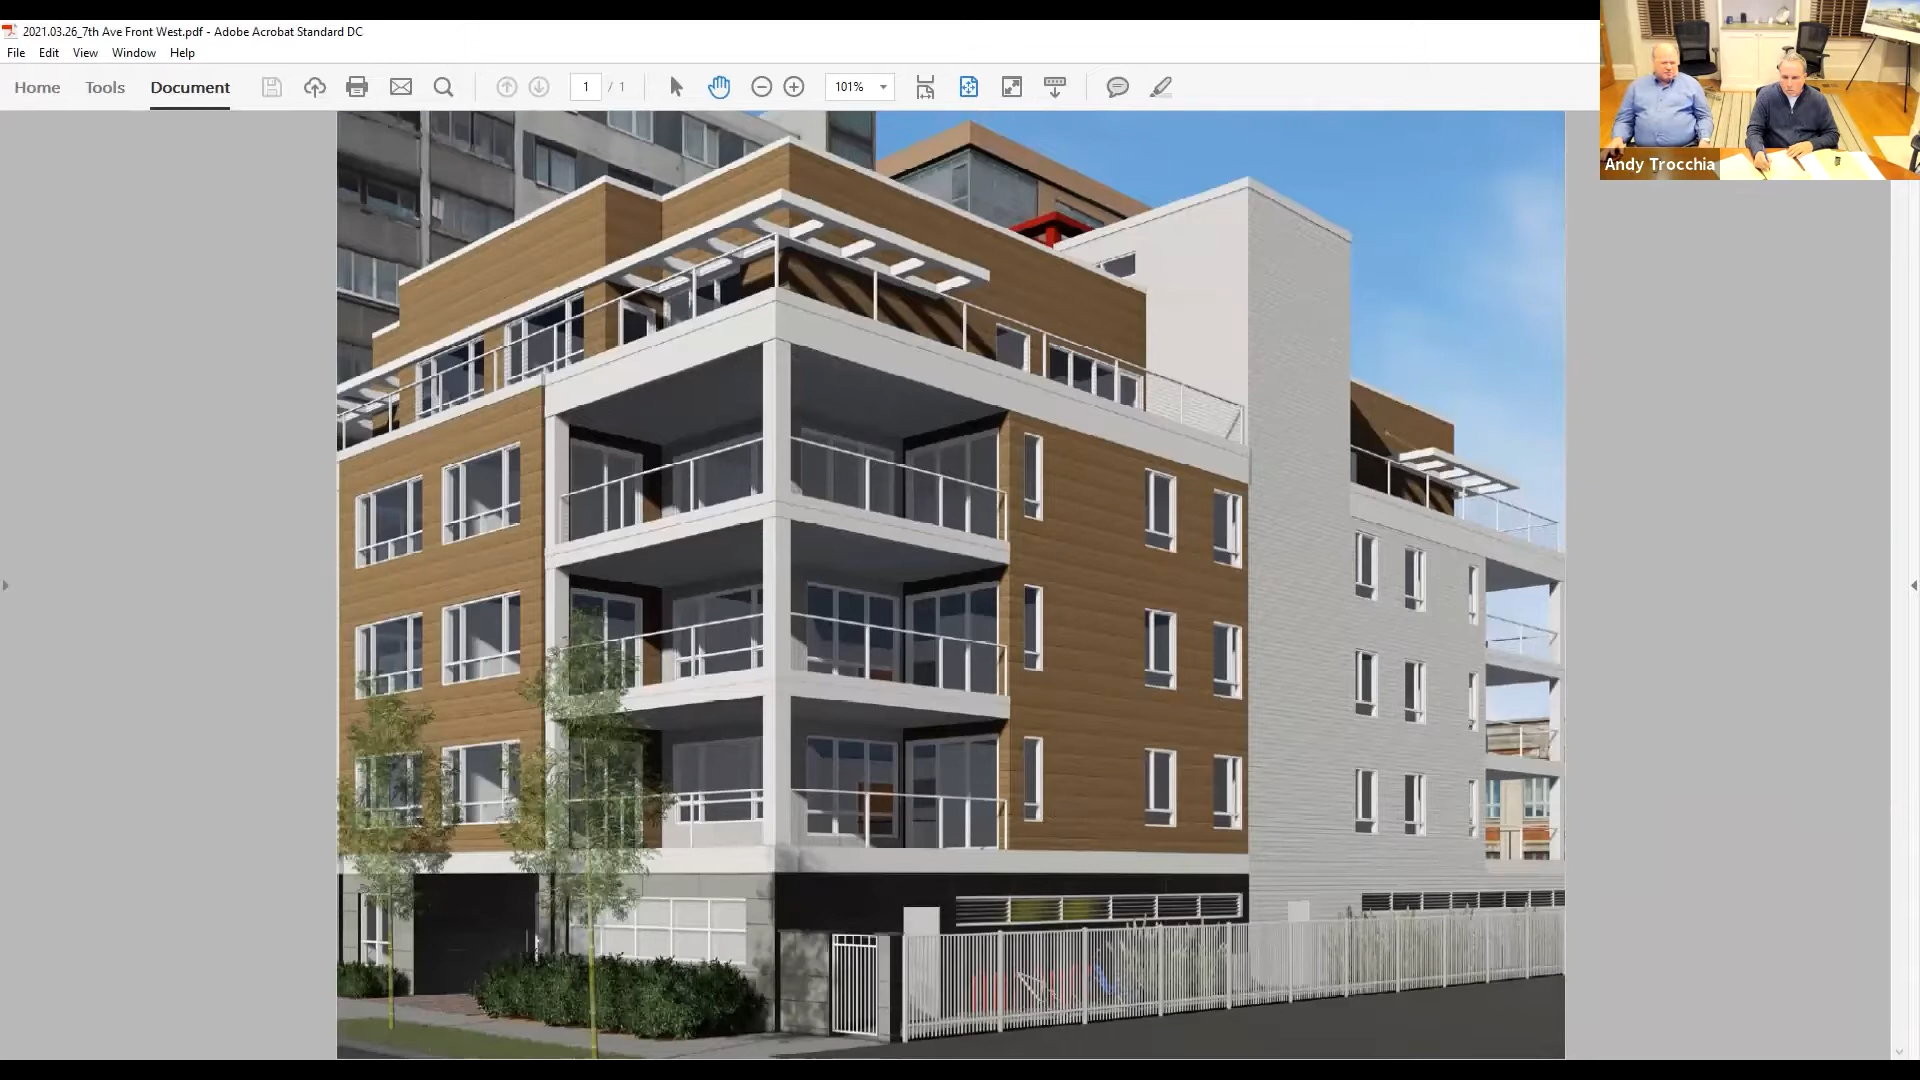 2021.03.26_7th Ave Front West.pdf - Adobe Acrobat Standard DC
File Edit View Window Help
Home Tools Document 1 / 1 101%
Andy Trocchia